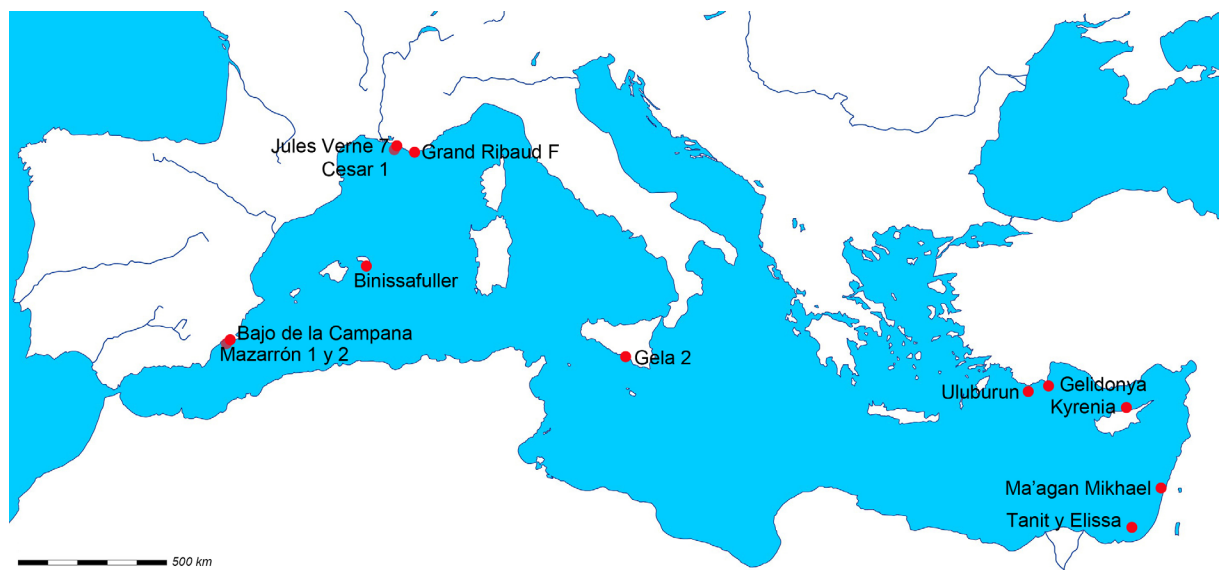 Jules Verne 7
Grand Ribaud F
Cesar 1
Binissafuller
Bajo de la Campana
Mazarrón 1 y 2
Gela 2
Uluburun
Gelidonya
Kyrenia
Ma'agan Mikhael
Tanit y Elissa
500 km